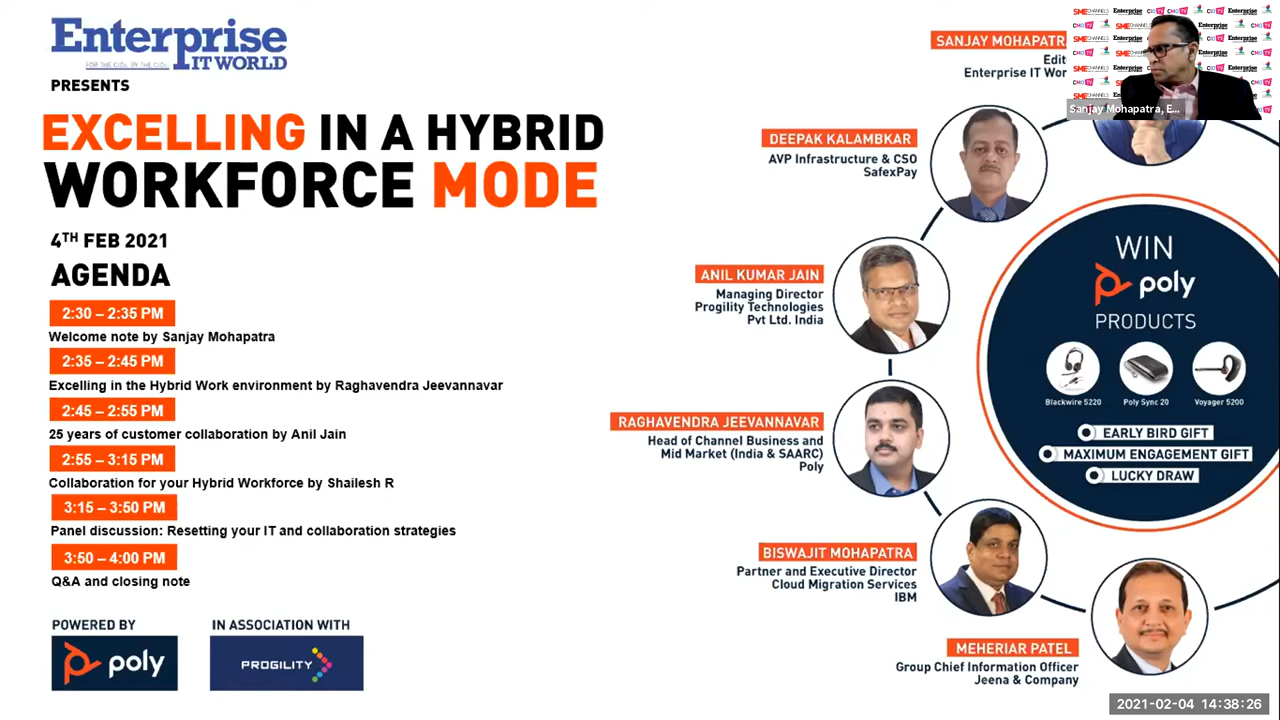 Enterprise
FOR THE CIOs. BY THE CIOs.
IT WORLD
PRESENTS
EXCELLING IN A HYBRID
WORKFORCE MODE
4TH FEB 2021
AGENDA
2:30 – 2:35 PM
Welcome note by Sanjay Mohapatra
2:35 – 2:45 PM
Excelling in the Hybrid Work environment by Raghavendra Jeevannavar
2:45 – 2:55 PM
25 years of customer collaboration by Anil Jain
2:55 – 3:15 PM
Collaboration for your Hybrid Workforce by Shailesh R
3:15 – 3:50 PM
Panel discussion: Resetting your IT and collaboration strategies
3:50 – 4:00 PM
Q&A and closing note
POWERED BY
poly
IN ASSOCIATION WITH
PROGILITY
SANJAY MOHAPATR
Edit
Enterprise IT Wor
Sanjay Mohapatra, E...
DEEPAK KALAMBKAR
AVP Infrastructure & CSO
SafexPay
ANIL KUMAR JAIN
Managing Director
Progility Technologies
Pvt Ltd. India
RAGHAVENDRA JEEVANNAVAR
Head of Channel Business and
Mid Market (India & SAARC)
Poly
BISWAJIT MOHAPATRA
Partner and Executive Director
Cloud Migration Services
IBM
MEHERIAR PATEL
Group Chief Information Officer
Jeena & Company
WIN
poly
PRODUCTS
Blackwire 5220
Poly Sync 20
Voyager 5200
EARLY BIRD GIFT
MAXIMUM ENGAGEMENT GIFT
LUCKY DRAW
2021-02-04 14:38:26